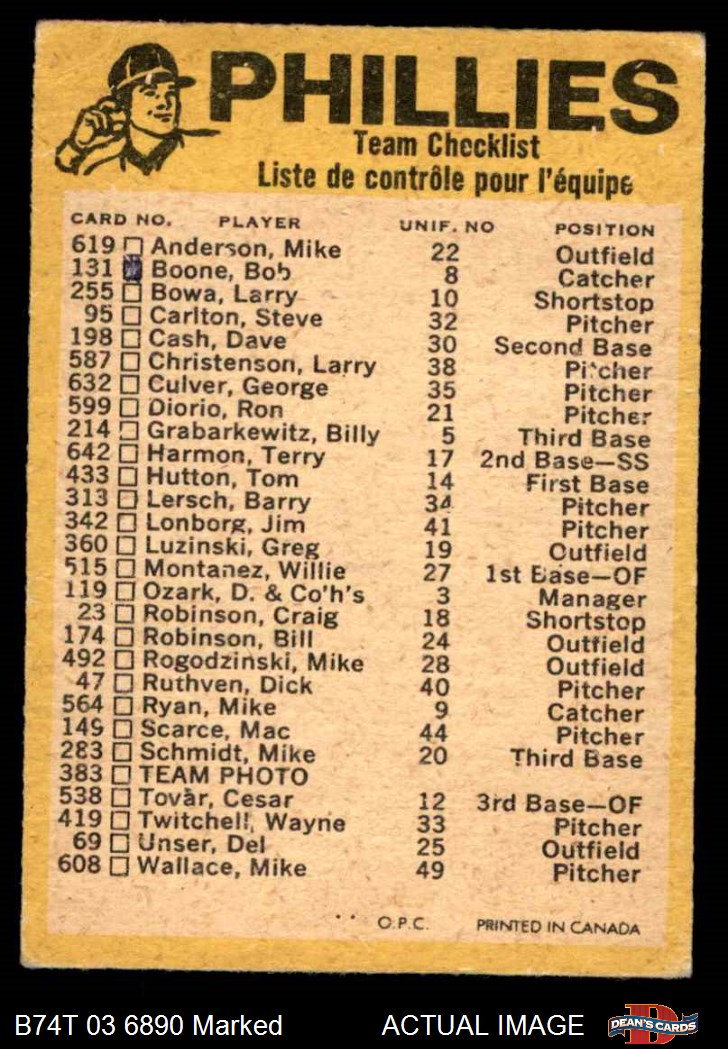 PHILLIES
Team Checklist
Liste de contrôle pour l'équipe
CARD NO. PLAYER UNIF. NO POSITION
619 Anderson, Mike 22 Outfield
131 Boone, Bob 8 Catcher
255 Bowa, Larry 10 Shortstop
95 Carlton, Steve 32 Pitcher
198 Cash, Dave 30 Second Base
587 Christenson, Larry 38 Pitcher
632 Culver, George 35 Pitcher
599 Diorio, Ron 21 Pitcher
214 Grabarkewitz, Billy 5 Third Base
642 Harmon, Terry 17 2nd Base—SS
433 Hutton, Tom 14 First Base
313 Lersch, Barry 34 Pitcher
342 Lonborg, Jim 41 Pitcher
360 Luzinski, Greg 19 Outfield
515 Montanez, Willie 27 1st Base—OF
119 Ozark, D. & Co'h's 3 Manager
23 Robinson, Craig 18 Shortstop
174 Robinson, Bill 24 Outfield
492 Rogodzinski, Mike 28 Outfield
47 Ruthven, Dick 40 Pitcher
564 Ryan, Mike 9 Catcher
149 Scarce, Mac 44 Pitcher
283 Schmidt, Mike 20 Third Base
383 TEAM PHOTO
538 Tovar, Cesar 12 3rd Base—OF
419 Twitchell, Wayne 33 Pitcher
69 Unser, Del 25 Outfield
608 Wallace, Mike 49 Pitcher
** O.P.C. PRINTED IN CANADA
B74T 03 6890 Marked ACTUAL IMAGE DEAN'S CARDS